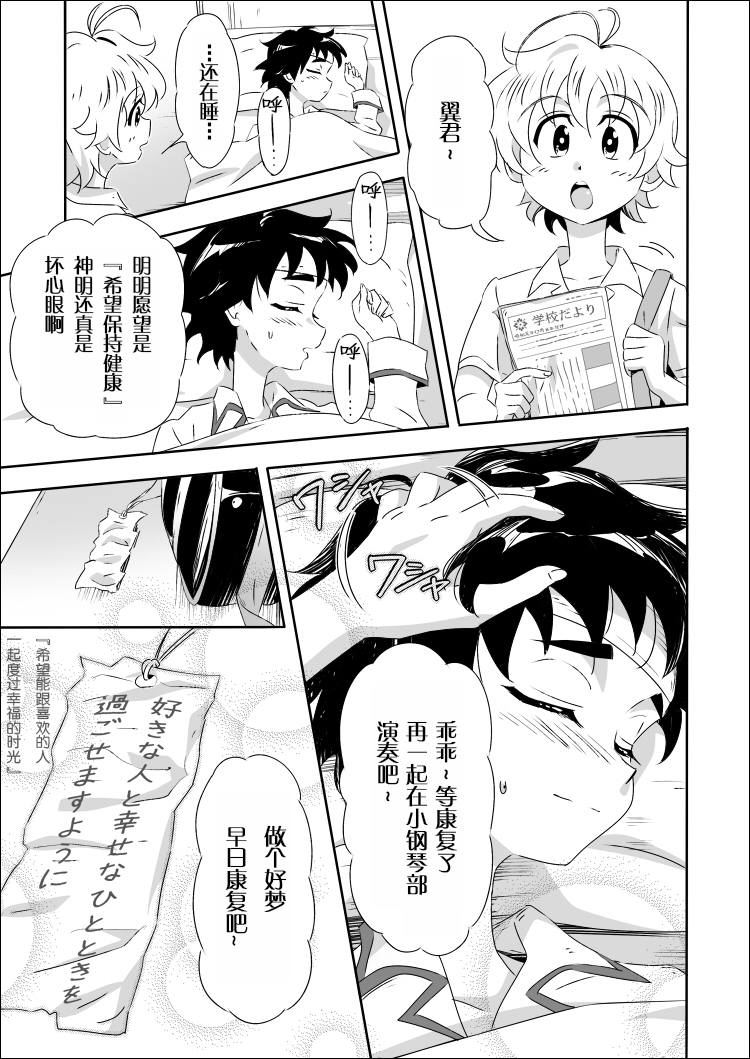 翼君~
学校だより
…还在睡…
呼—…
呼—…
呼—…
明明愿望是
『希望保持健康』
神明还真是
坏心眼啊
ワシャ
ワシャ
乖乖~等康复了
再一起在小钢琴部
演奏吧~
做个好梦
早日康复吧~
好きな人と幸せなひとときを
過ごせますように
『希望能跟喜欢的人
一起度过幸福的时光』